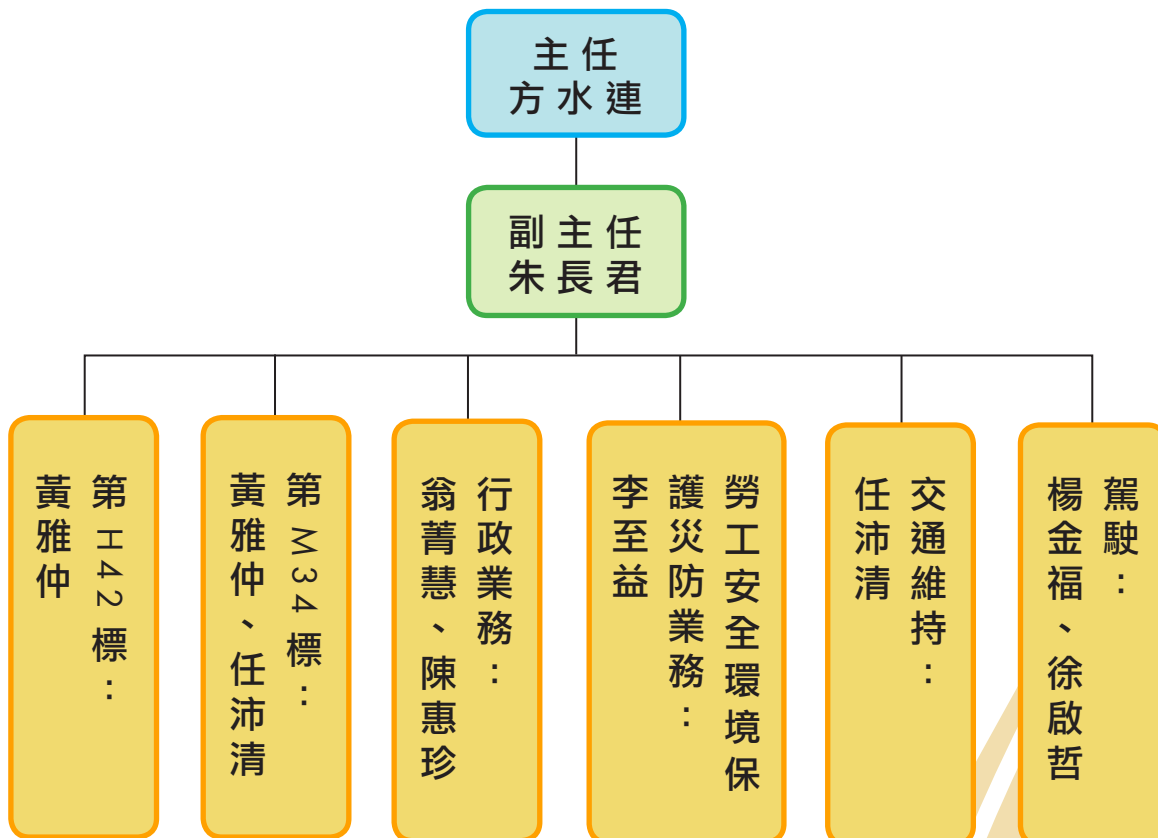 主任
方水連
副主任
朱長君
第H42標：
黃雅仲
第M34標：
黃雅仲、任沛清
行政業務：
翁菁慧、陳惠珍
勞工安全環境保
護災防業務：
李至益
交通維持：
任沛清
駕駛：
楊金福、徐啟哲